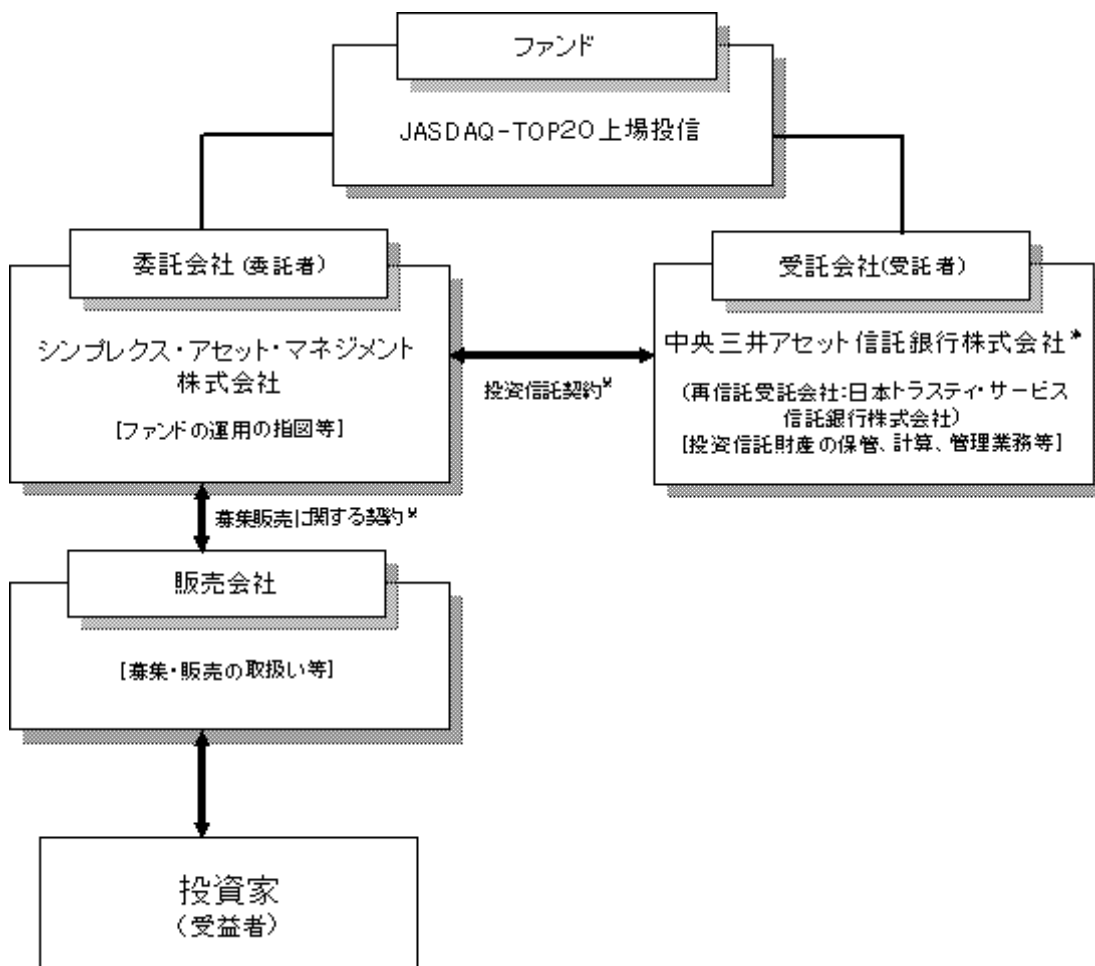 ファンド
JASDAQ-TOP20上場投信
委託会社(委託者)
シンプレクス・アセット・マネジメント
株式会社
[ファンドの運用の指図等]
投資信託契約*
受託会社(受託者)
中央三井アセット信託銀行株式会社*
(再信託受託会社:日本トラスティ・サービス
信託銀行株式会社)
[投資信託財産の保管、計算、管理業務等]
募集販売に関する契約*
販売会社
[募集・販売の取扱い等]
投資家
(受益者)